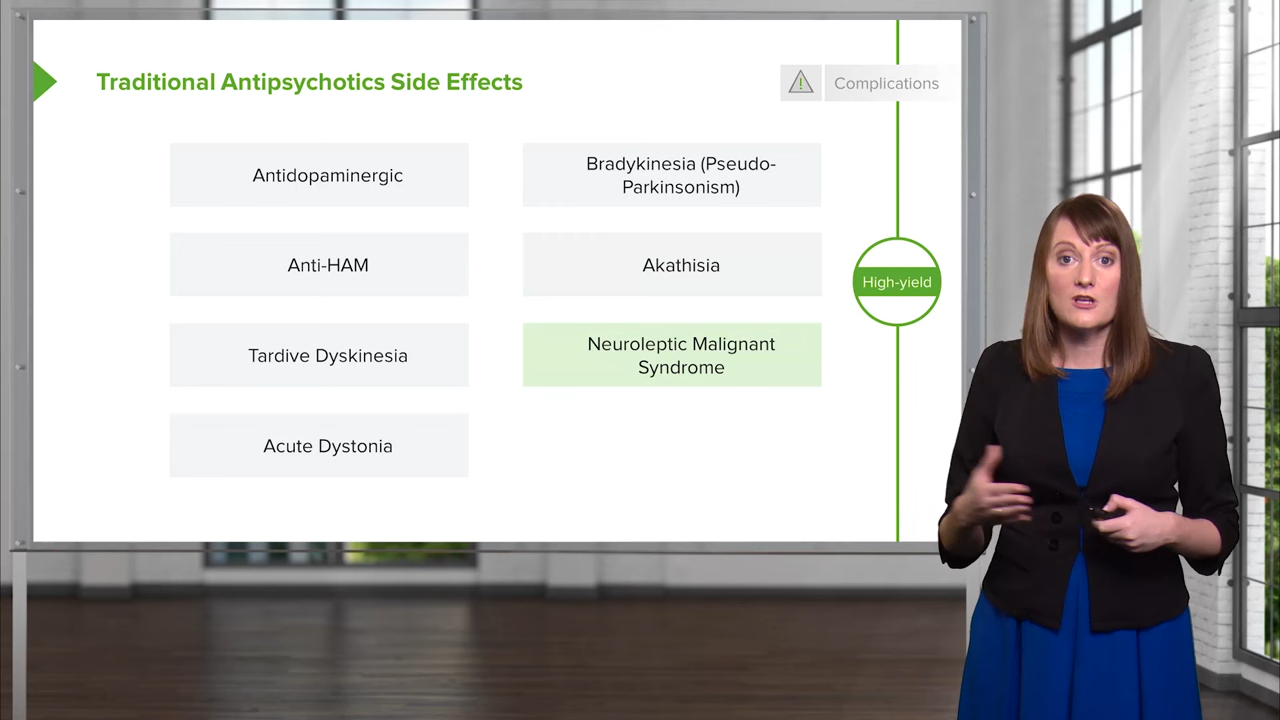 Traditional Antipsychotics Side Effects
Complications
Antidopaminergic
Bradykinesia (Pseudo-
Parkinsonism)
Anti-HAM
Akathisia
High-yield
Tardive Dyskinesia
Neuroleptic Malignant
Syndrome
Acute Dystonia